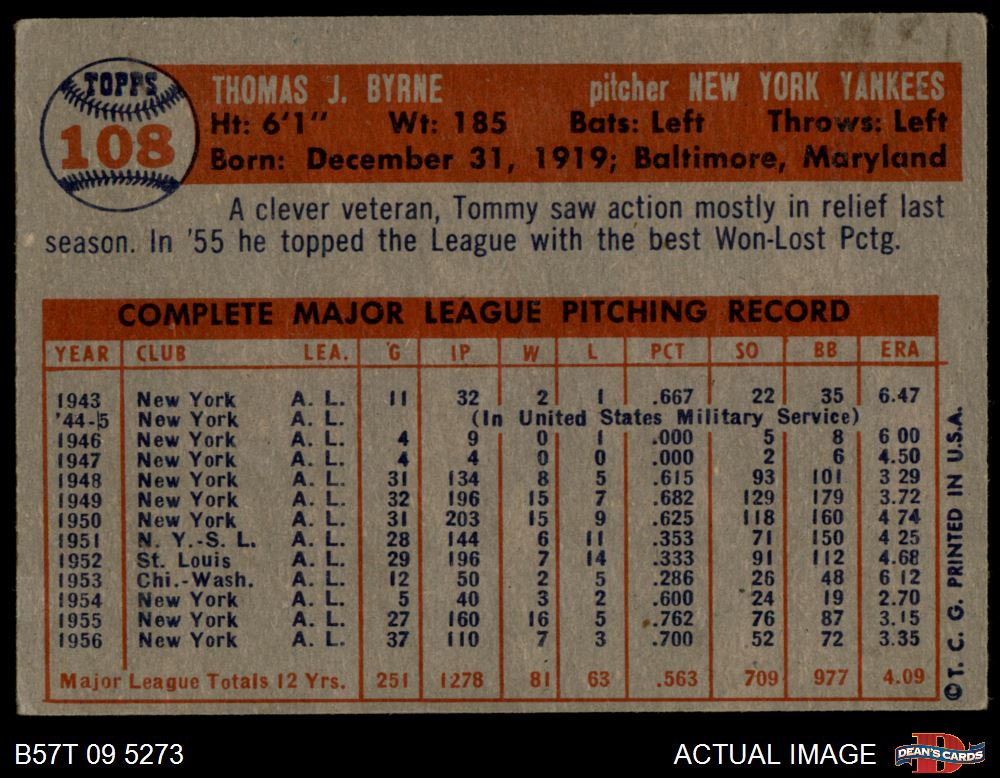 TOPPS
108
THOMAS J. BYRNE pitcher NEW YORK YANKEES
Ht: 6'1" Wt: 185 Bats: Left Throws: Left
Born: December 31, 1919; Baltimore, Maryland
A clever veteran, Tommy saw action mostly in relief last
season. In '55 he topped the League with the best Won-Lost Pctg.
COMPLETE MAJOR LEAGUE PITCHING RECORD
YEAR CLUB LEA. G IP W L PCT SO BB ERA
1943 New York A. L. 11 32 2 1 .667 22 35 6.47
'44-5 New York A. L. (In United States Military Service)
1946 New York A. L. 4 9 0 1 .000 5 8 6 00
1947 New York A. L. 4 4 0 0 .000 2 6 4.50
1948 New York A. L. 31 134 8 5 .615 93 101 3 29
1949 New York A. L. 32 196 15 7 .682 129 179 3.72
1950 New York A. L. 31 203 15 9 .625 118 160 4 74
1951 N. Y.-S. L. A. L. 28 144 6 11 .353 71 150 4 25
1952 St. Louis A. L. 29 196 7 14 .333 91 112 4.68
1953 Chi.-Wash. A. L. 12 50 2 5 .286 26 48 6 12
1954 New York A. L. 5 40 3 2 .600 24 19 2.70
1955 New York A. L. 27 160 16 5 .762 76 87 3.15
1956 New York A. L. 37 110 7 3 .700 52 72 3.35
Major League Totals 12 Yrs. 251 1278 81 63 .563 709 977 4.09
©T. C. G. PRINTED IN U.S.A.
B57T 09 5273
ACTUAL IMAGE
DEAN'S CARDS